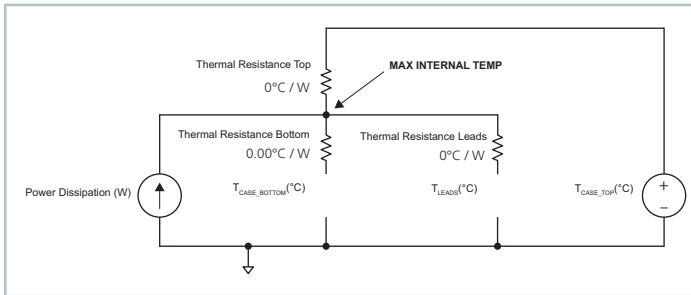 Thermal Resistance Top
0°C / W
MAX INTERNAL TEMP
Thermal Resistance Bottom
0.00°C / W
Thermal Resistance Leads
0°C / W
Power Dissipation (W)
TCASE_BOTTOM(°C)
TLEADS(°C)
TCASE_TOP(°C)
+
–